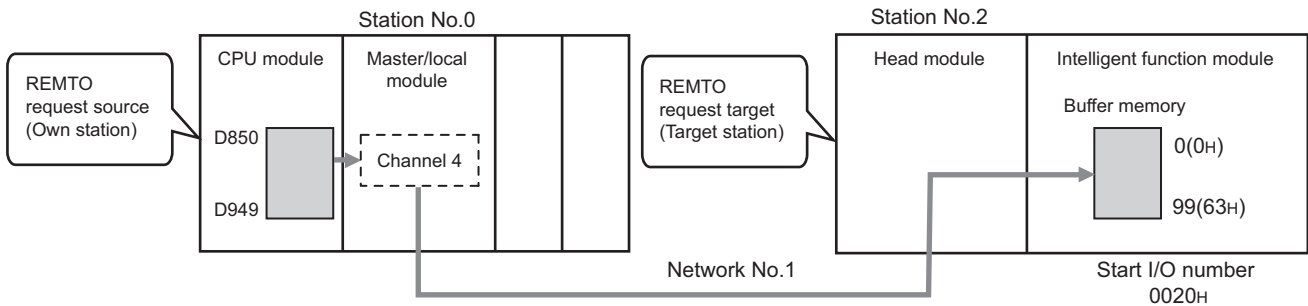 Station No.0
Station No.2
REMTO
request source
(Own station)
CPU module
Master/local
module
D850
D949
Channel 4
REMTO
request target
(Target station)
Head module
Intelligent function module
Buffer memory
0(0H)
99(63H)
Network No.1
Start I/O number
0020H